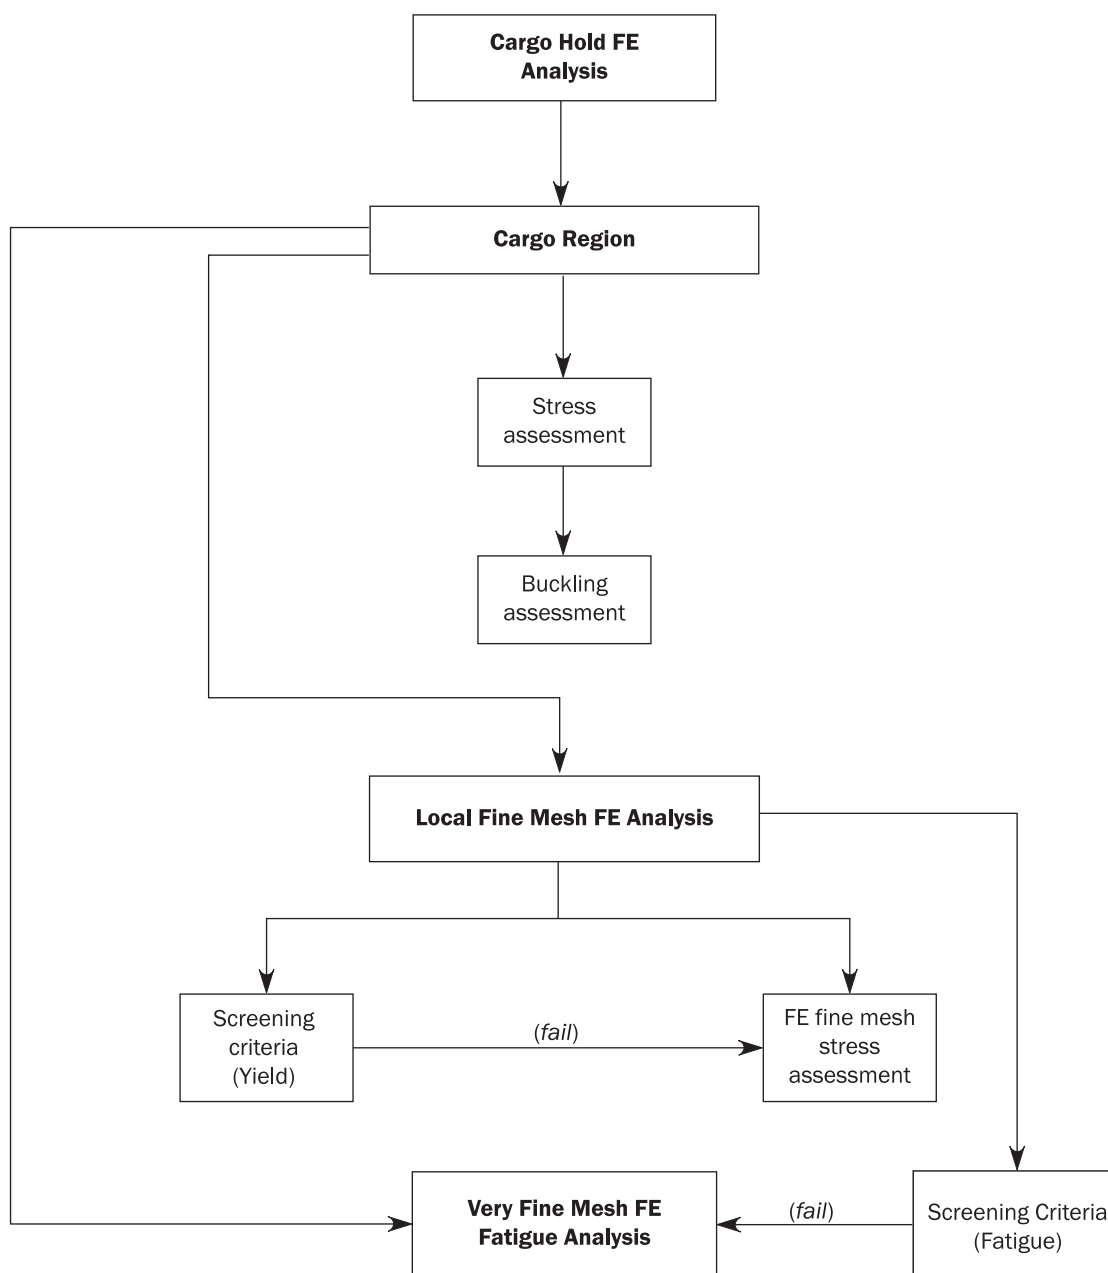 Cargo Hold FE
Analysis
Cargo Region
Stress
assessment
Buckling
assessment
Local Fine Mesh FE Analysis
Screening
criteria
(Yield)
(fail)
FE fine mesh
stress
assessment
Very Fine Mesh FE
Fatigue Analysis
(fail)
Screening Criteria
(Fatigue)